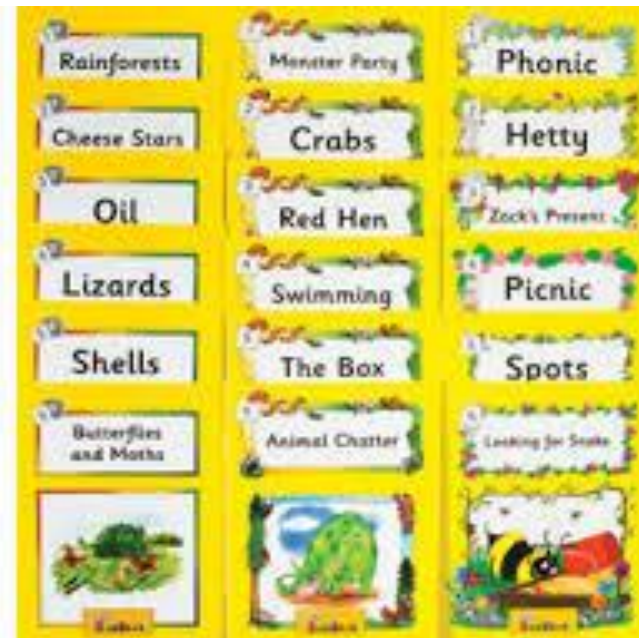 Rainforests
Cheese Stars
Oil
Lizards
Shells
Butterflies
and Moths
Monster Party
Crabs
Red Hen
Swimming
The Box
Animal Chatter
Phonic
Hetty
Zack's Present
Picnic
Spots
Looking for Snake